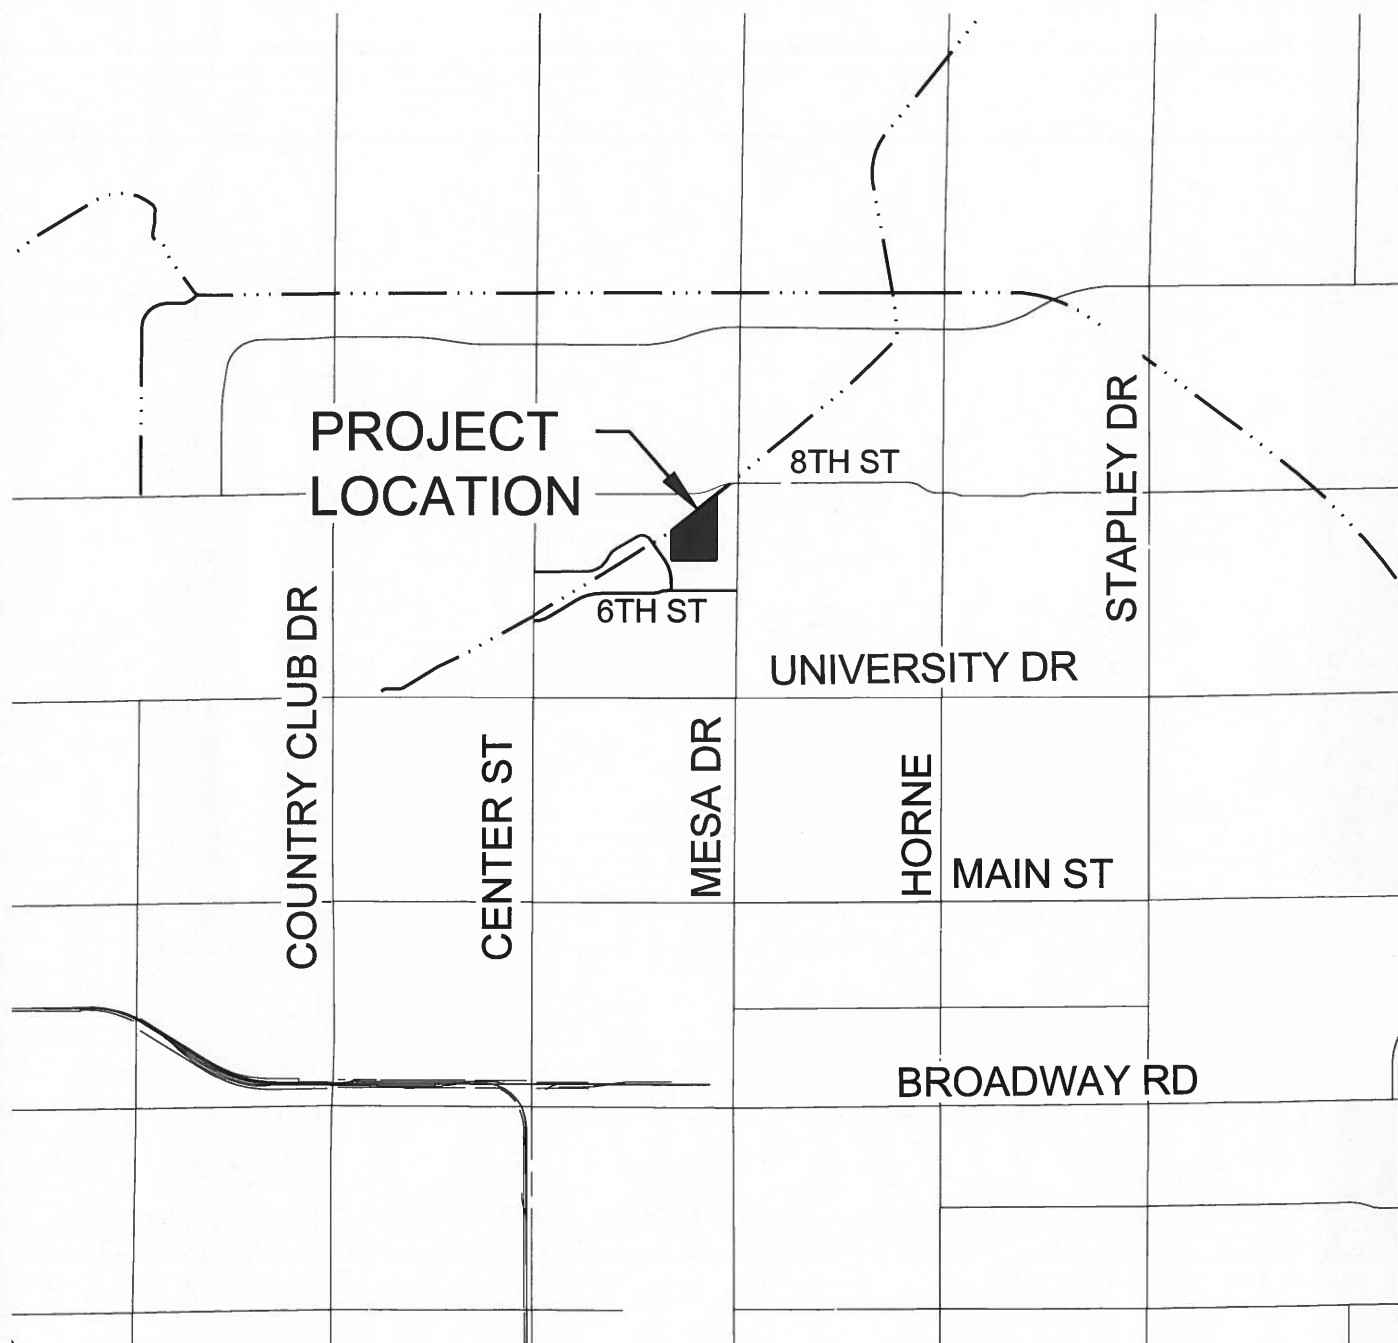 PROJECT
LOCATION
8TH ST
STAPLEY DR
6TH ST
COUNTRY CLUB DR
UNIVERSITY DR
CENTER ST
MESA DR
HORNE
MAIN ST
BROADWAY RD